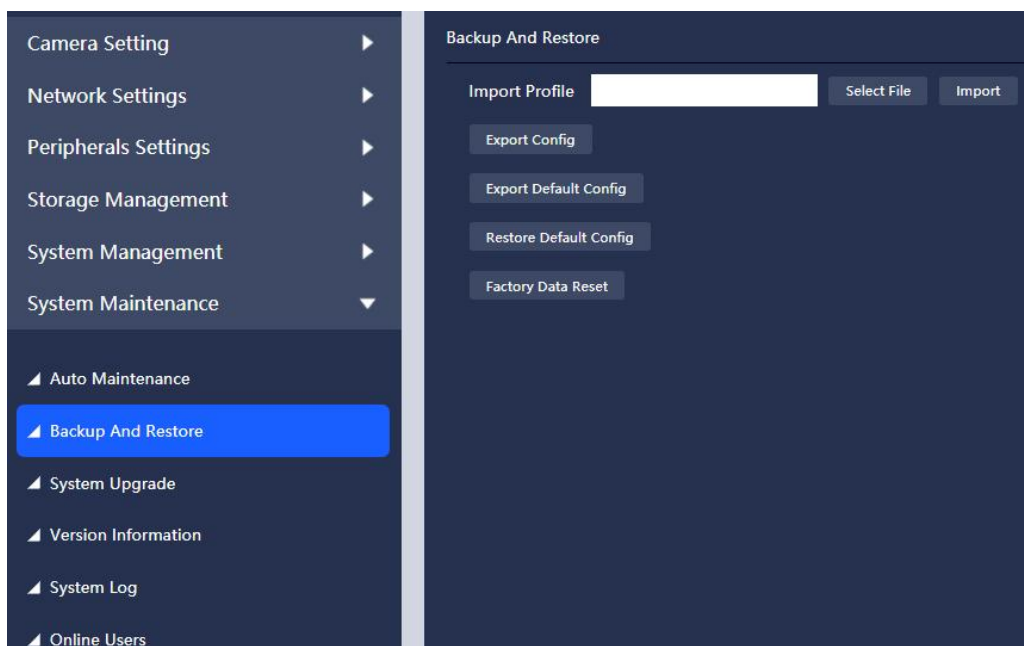 Camera Setting
Network Settings
Peripherals Settings
Storage Management
System Management
System Maintenance
Auto Maintenance
Backup And Restore
System Upgrade
Version Information
System Log
Online Users
Backup And Restore
Import Profile Select File Import
Export Config
Export Default Config
Restore Default Config
Factory Data Reset